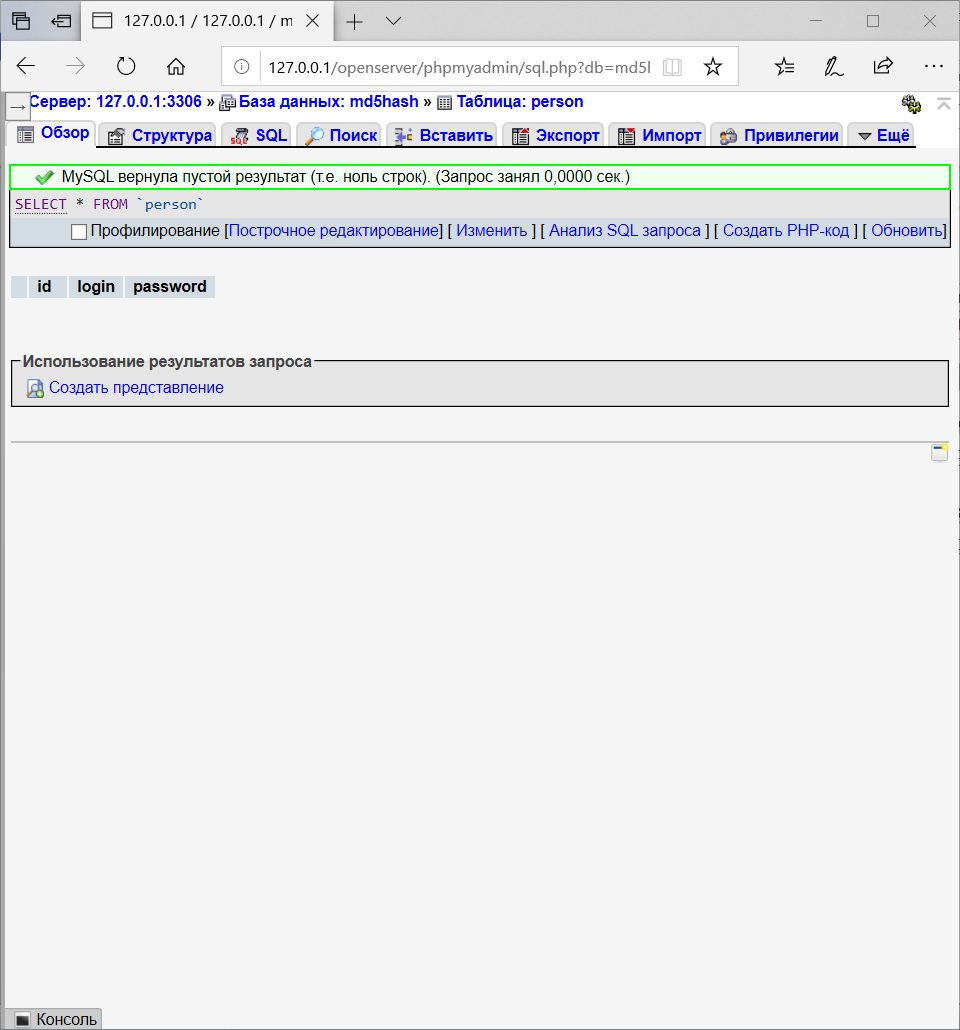 127.0.0.1 / 127.0.0.1 / m
127.0.0.1/openserver/phpmyadmin/sql.php?db=md5l
Сервер: 127.0.0.1:3306 » База данных: md5hash » Таблица: person
Обзор Структура SQL Поиск Вставить Экспорт Импорт Привилегии Ещё
MySQL вернула пустой результат (т.е. ноль строк). (Запрос занял 0,0000 сек.)
SELECT * FROM `person`
Профилирование [Построчное редактирование] [ Изменить ] [ Анализ SQL запроса ] [ Создать PHP-код ] [ Обновить]
id login password
Использование результатов запроса
Создать представление
Консоль